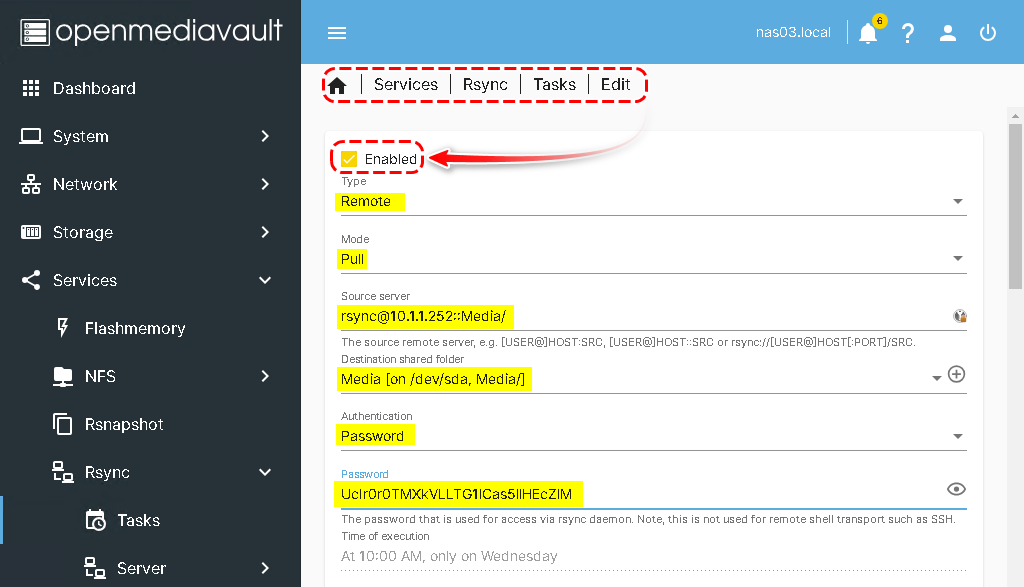 openmediavault
nas03.local
6
?
Dashboard
System
Network
Storage
Services
Flashmemory
NFS
Rsnapshot
Rsync
Tasks
Server
Services | Rsync | Tasks | Edit
Enabled
Type
Remote
Mode
Pull
Source server
rsync@10.1.1.252::Media/
The source remote server, e.g. [USER@]HOST:SRC, [USER@]HOST::SRC or rsync://[USER@]HOST[:PORT]/SRC.
Destination shared folder
Media [on /dev/sda, Media/]
Authentication
Password
Password
The password that is used for access via rsync daemon. Note, this is not used for remote shell transport such as SSH.
Time of execution
At 10:00 AM, only on Wednesday